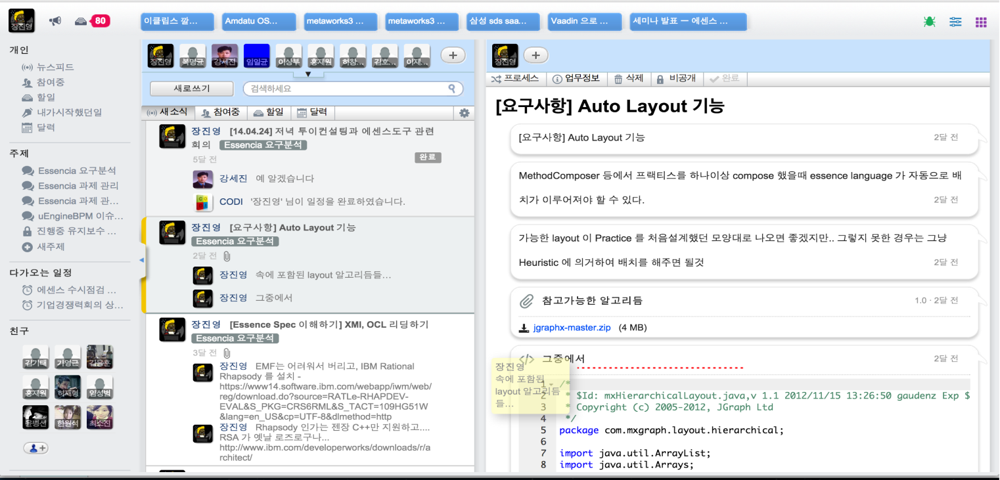 장진영
80
이클립스 깔...
Amdatu OS...
metaworks3 ...
metaworks3 ...
삼성 sds saa...
Vaadin 으로 ...
세미나 발표 — 에센스 ...
개인
뉴스피드
참여중
할일
내가시작했던일
달력
주제
Essencia 요구분석
Essencia 과제 관리
Essencia 과제 관...
uEngineBPM 이슈...
진행중 유지보수 ...
새주제
다가오는 일정
에센스 수시점검 ...
기업경쟁력회의 상...
친구
김기태 가영근 김용훈
홍재원 허재형 임성범
윤병선 한원석 최소진
장진영 복명균 강세진 임일균 이상부 홍재원 하창... 김호... 이재...
새로쓰기
검색하세요
새소식 참여중 할일 달력
장진영 [14.04.24] 저녁 투이컨설팅과 에센스도구 관련
회의 Essencia 요구분석
5달 전
완료
강세진 예 알겠습니다
CODI '장진영' 님이 일정을 완료하였습니다.
장진영 [요구사항] Auto Layout 기능
Essencia 요구분석
2달 전
장진영 속에 포함된 layout 알고리듬들...
장진영 그중에서
장진영 [Essence Spec 이해하기] XMI, OCL 리딩하기
Essencia 요구분석
3달 전
장진영 EMF는 어려워서 버리고, IBM Rational
Rhapsody 를 설치 -
https://www14.software.ibm.com/webapp/iwm/web/
reg/download.do?source=RATLe-RHAPDEV-
EVAL&S_PKG=CRS6RML&S_TACT=109HG51W
&lang=en_US&cp=UTF-8&dlmethod=http
장진영 Rhapsody 인가는 젠장 C++만 지원하고....
RSA 가 옛날 로즈로구나...
http://www.ibm.com/developerworks/downloads/r/a
rchitect/
장진영
프로세스 업무정보 삭제 비공개 완료
[요구사항] Auto Layout 기능
[요구사항] Auto Layout 기능 2달 전
MethodComposer 등에서 프랙티스를 하나이상 compose 했을때 essence language 가 자동으로 배
치가 이루어져야 할 수 있다. 2달 전
가능한 layout 이 Practice 를 처음설계했던 모양대로 나오면 좋겠지만.. 그렇지 못한 경우는 그냥
Heuristic 에 의거하여 배치를 해주면 될것 2달 전
참고가능한 알고리듬 1.0 · 2달 전
jgraphx-master.zip (4 MB)
그중에서 2달 전
장진영
속에 포함된
layout 알고리듬
들...
1 /*
2 * $Id: mxHierarchicalLayout.java,v 1.1 2012/11/15 13:26:50 gaudenz Exp $
3 * Copyright (c) 2005-2012, JGraph Ltd
4 */
5 package com.mxgraph.layout.hierarchical;
6
7 import java.util.ArrayList;
8 import java.util.Arrays;